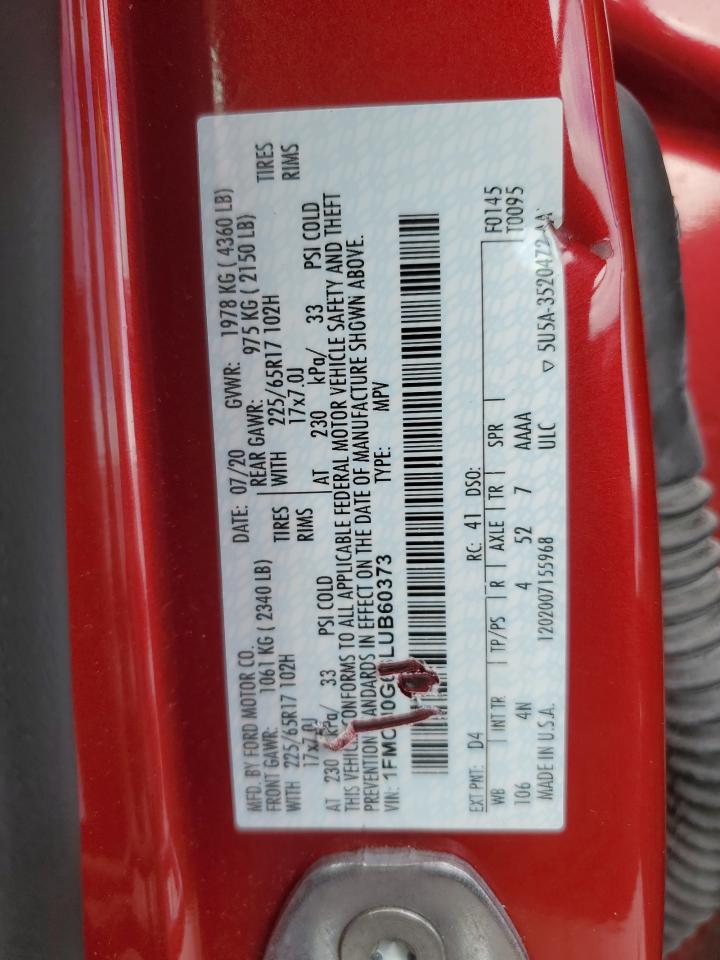 MFD. BY FORD MOTOR CO.
DATE: 07/20 GVWR: 1978 KG ( 4360 LB)
FRONT GAWR: 1061 KG ( 2340 LB)
REAR GAWR: 975 KG ( 2150 LB)
WITH 225/65R17 102H TIRES
WITH 225/65R17 102H TIRES
17x7.0J RIMS
17x7.0J RIMS
AT 230 kPa/ 33 PSI COLD
AT 230 kPa/ 33 PSI COLD
THIS CONFORMS TO ALL APPLICABLE FEDERAL MOTOR VEHICLE SAFETY AND THEFT
PREVENTION IN EFFECT ON THE DATE OF MANUFACTURE SHOWN ABOVE.
VIN: TYPE: MPV
EXT PNT: D4 RC: 41 DSO:
WB INT TR TP/PS R AXLE TR SPR F0145
106 4N 4 52 7 AAAA T0095
MADE IN U.S.A. 1202007155968 ULC